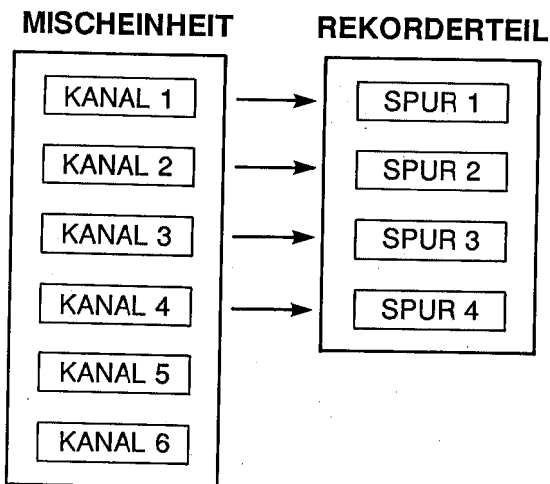 MISCHEINHEIT
KANAL 1
KANAL 2
KANAL 3
KANAL 4
KANAL 5
KANAL 6
REKORDERTEIL
SPUR 1
SPUR 2
SPUR 3
SPUR 4